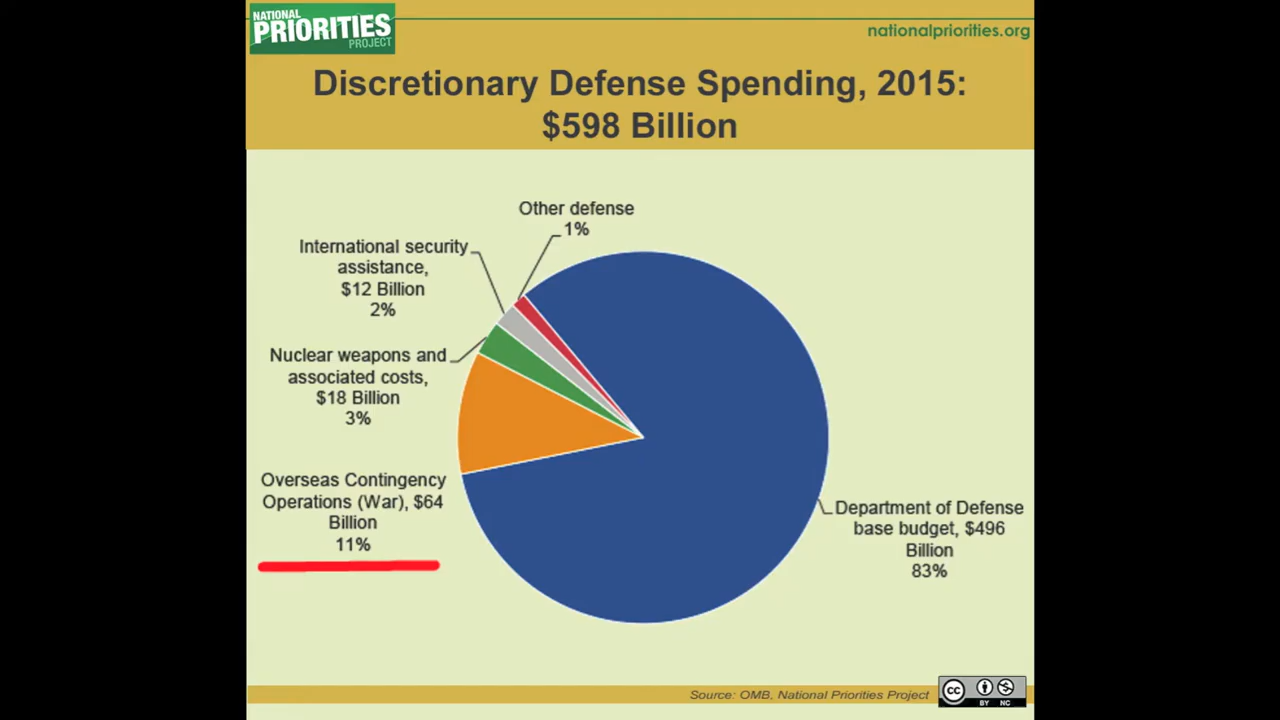 NATIONAL
PRIORITIES
PROJECT
nationalpriorities.org
Discretionary Defense Spending, 2015:
$598 Billion
Other defense
1%
International security
assistance,
$12 Billion
2%
Nuclear weapons and
associated costs,
$18 Billion
3%
Overseas Contingency
Operations (War), $64
Billion
11%
Department of Defense
base budget, $496
Billion
83%
Source: OMB, National Priorities Project
cc
BY NC